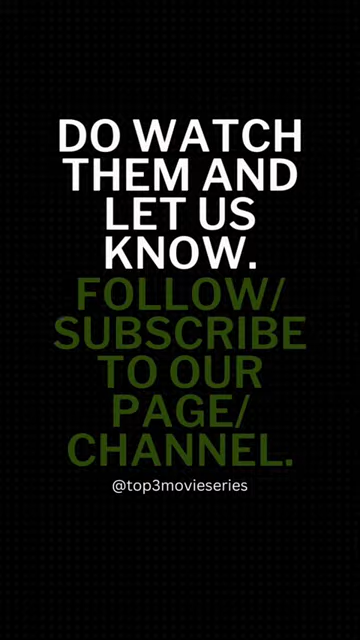 DO WATCH
THEM AND
LET US
KNOW.
FOLLOW/
SUBSCRIBE
TO OUR
PAGE/
CHANNEL.
@top3movieseries